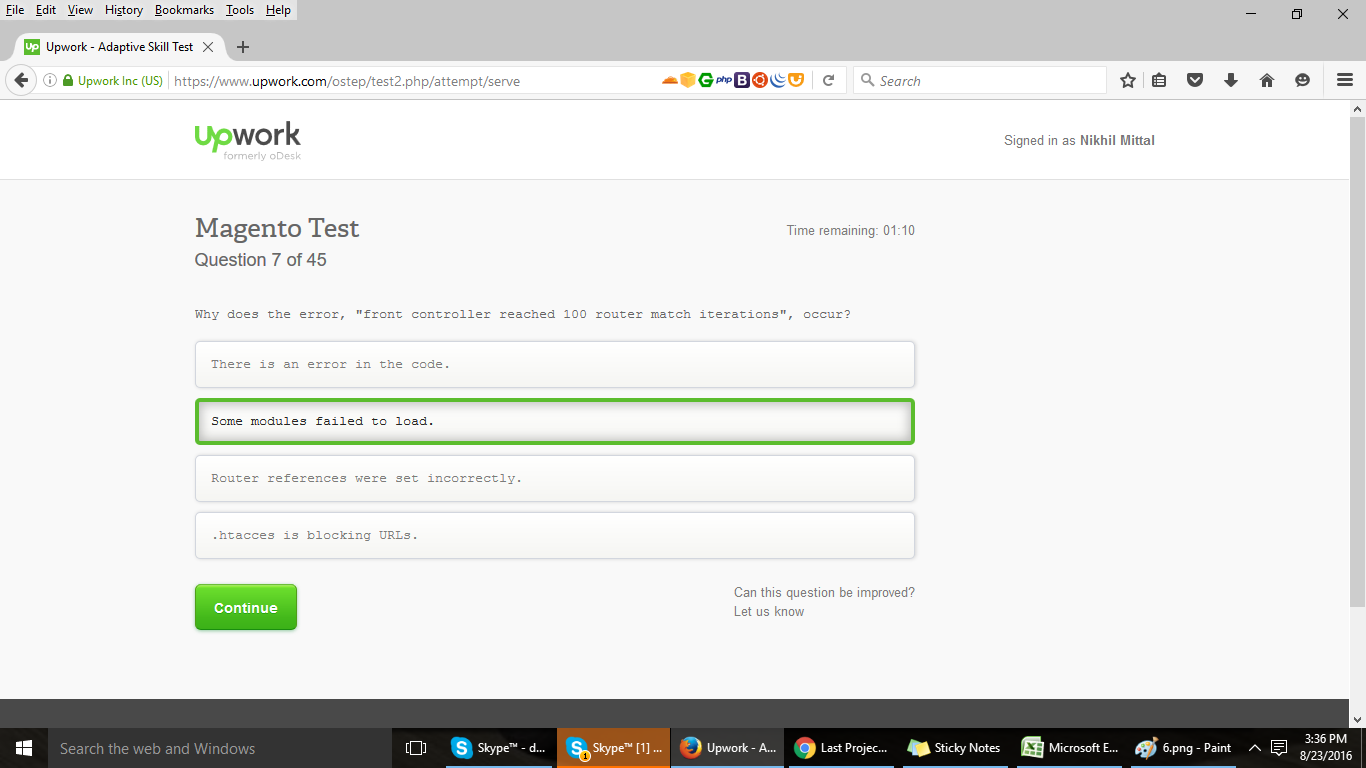 File Edit View History Bookmarks Tools Help
Up Upwork - Adaptive Skill Test
Upwork Inc (US) https://www.upwork.com/ostep/test2.php/attempt/serve php B Search
upwork
formerly oDesk
Signed in as Nikhil Mittal
Magento Test
Time remaining: 01:10
Question 7 of 45
Why does the error, "front controller reached 100 router match iterations", occur?
There is an error in the code.
Some modules failed to load.
Router references were set incorrectly.
.htacces is blocking URLs.
Continue
Can this question be improved?
Let us know
Search the web and Windows
Skype™ - d...
1
Skype™ [1] ...
Upwork - A...
Last Projec...
Sticky Notes
Microsoft E...
6.png - Paint
3:36 PM
8/23/2016